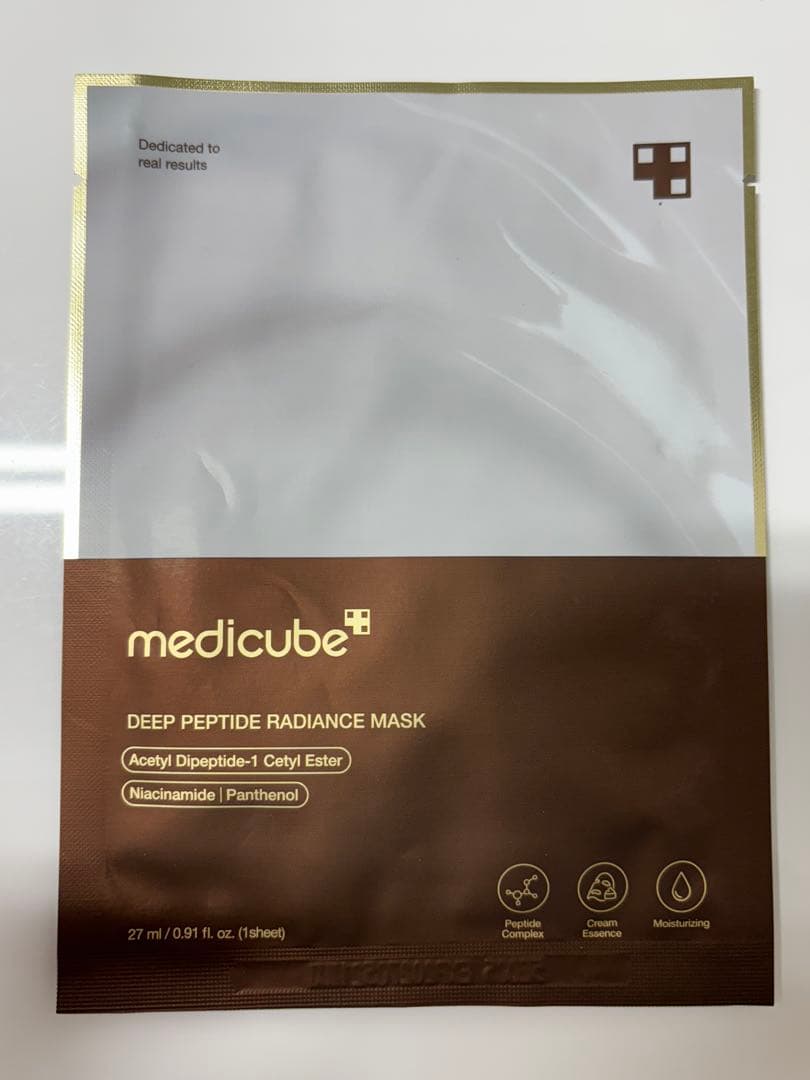 Dedicated to
real results
medicube
DEEP PEPTIDE RADIANCE MASK
Acetyl Dipeptide-1 Cetyl Ester
Niacinamide | Panthenol
Peptide
Complex
Cream
Essence
Moisturizing
27 ml / 0.91 fl. oz. (1sheet)